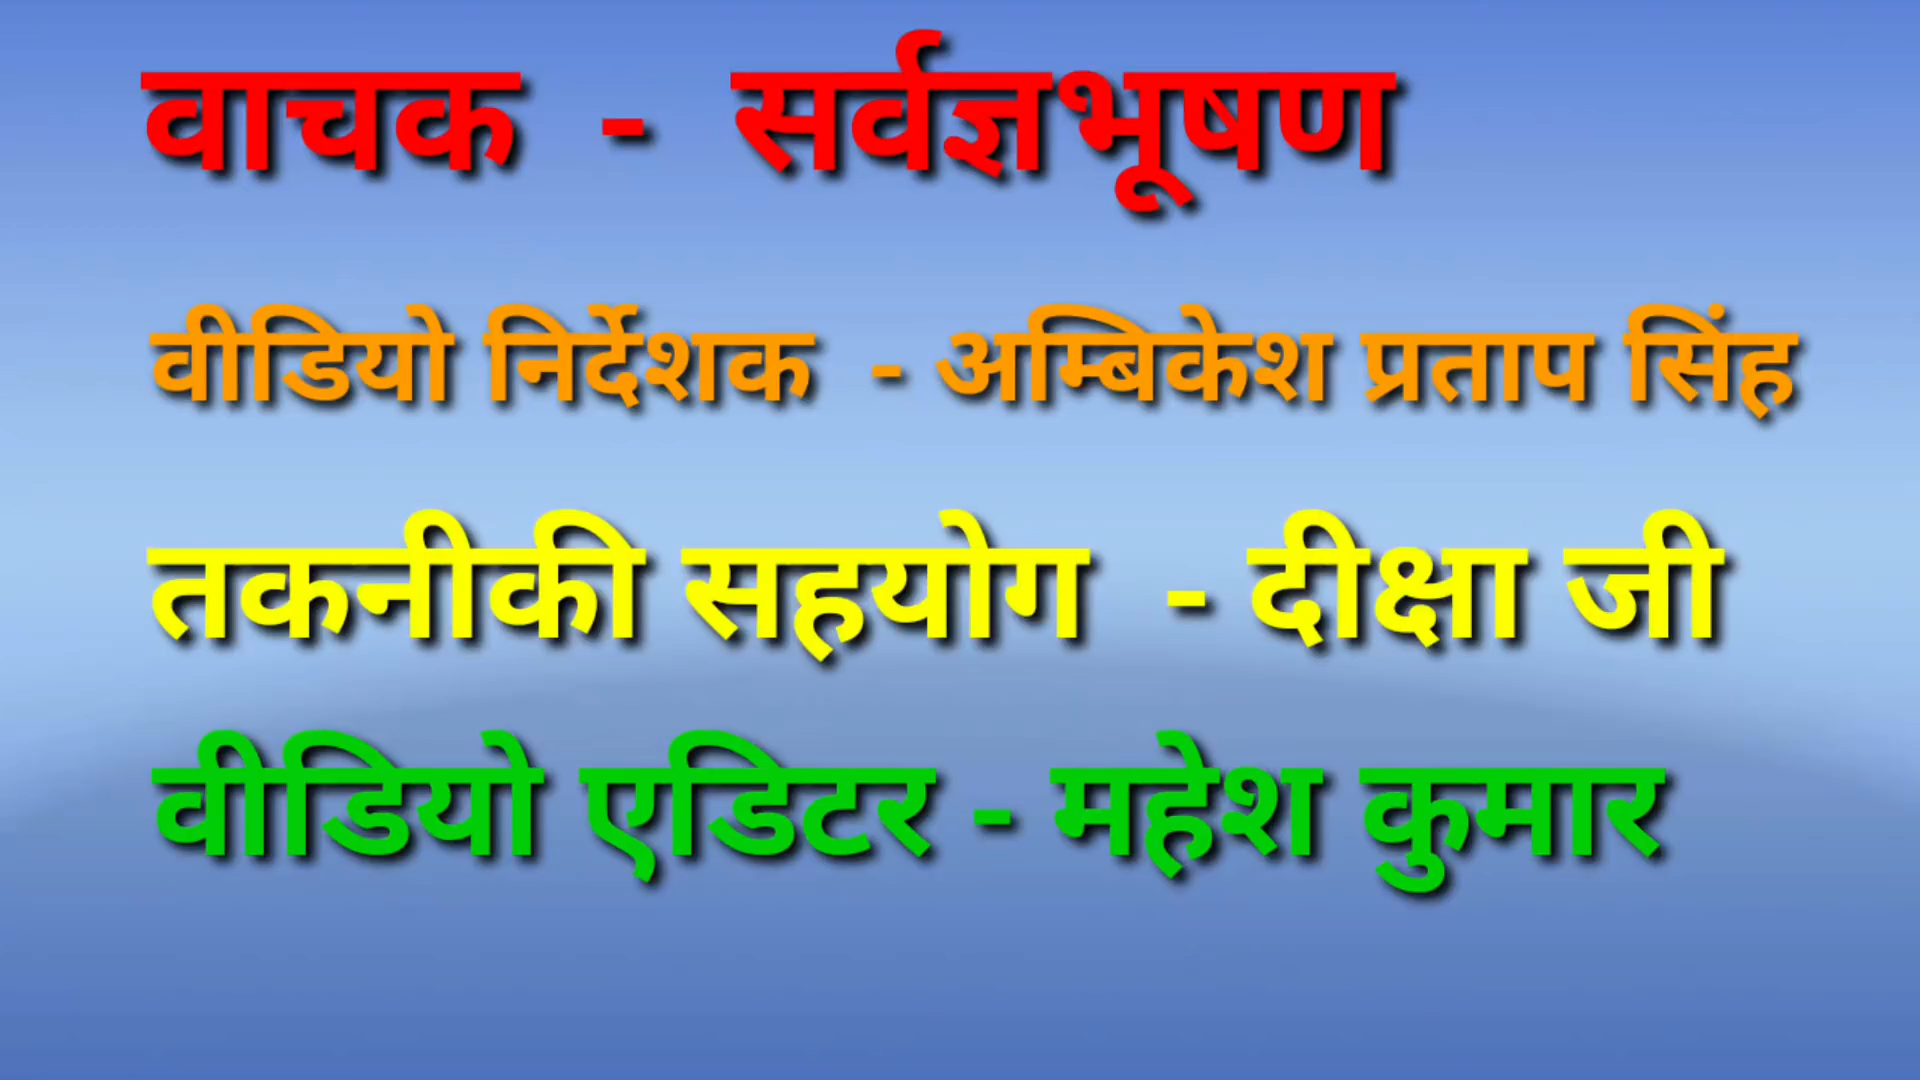 वाचक - सर्वज्ञभूषण
वीडियो निर्देशक - अम्बिकेश प्रताप सिंह
तकनीकी सहयोग - दीक्षा जी
वीडियो एडिटर - महेश कुमार